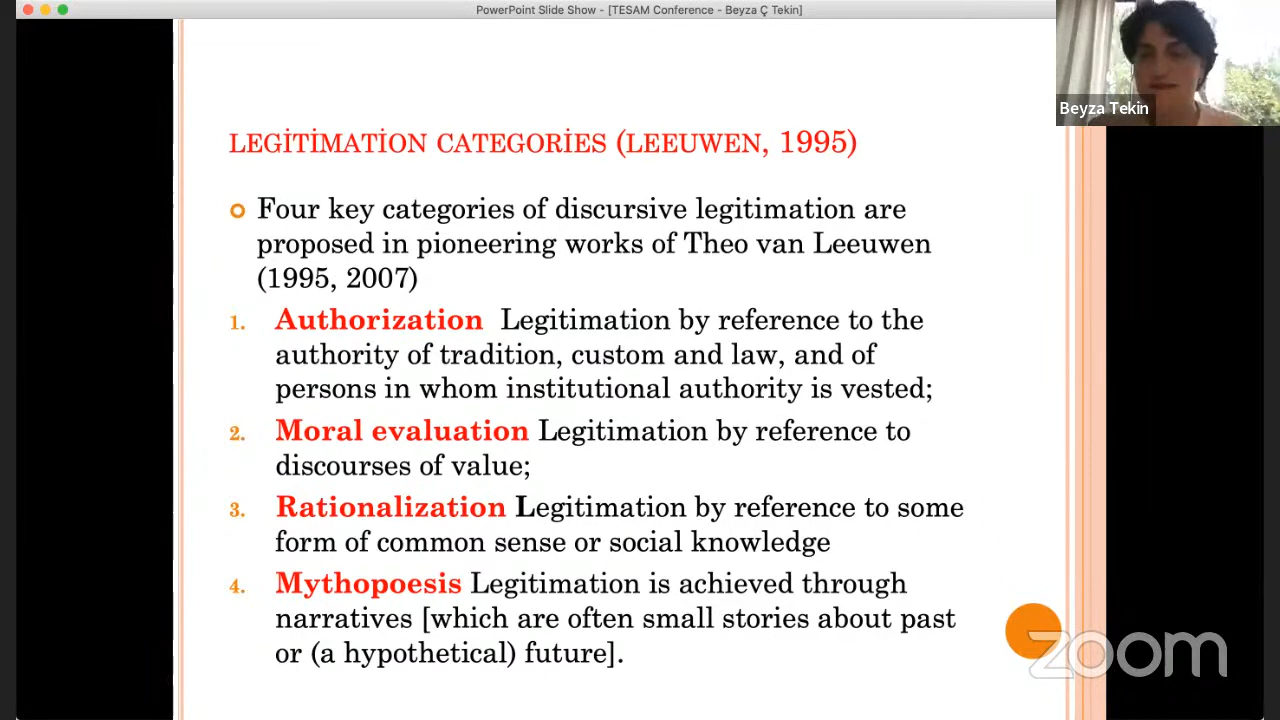 PowerPoint Slide Show - [TESAM Conference - Beyza Ç Tekin]
Beyza Tekin
LEGİTİMATİON CATEGORİES (LEEUWEN, 1995)
Four key categories of discursive legitimation are
proposed in pioneering works of Theo van Leeuwen
(1995, 2007)
1. Authorization Legitimation by reference to the
authority of tradition, custom and law, and of
persons in whom institutional authority is vested;
2. Moral evaluation Legitimation by reference to
discourses of value;
3. Rationalization Legitimation by reference to some
form of common sense or social knowledge
4. Mythopoesis Legitimation is achieved through
narratives [which are often small stories about past
or (a hypothetical) future].
zoom